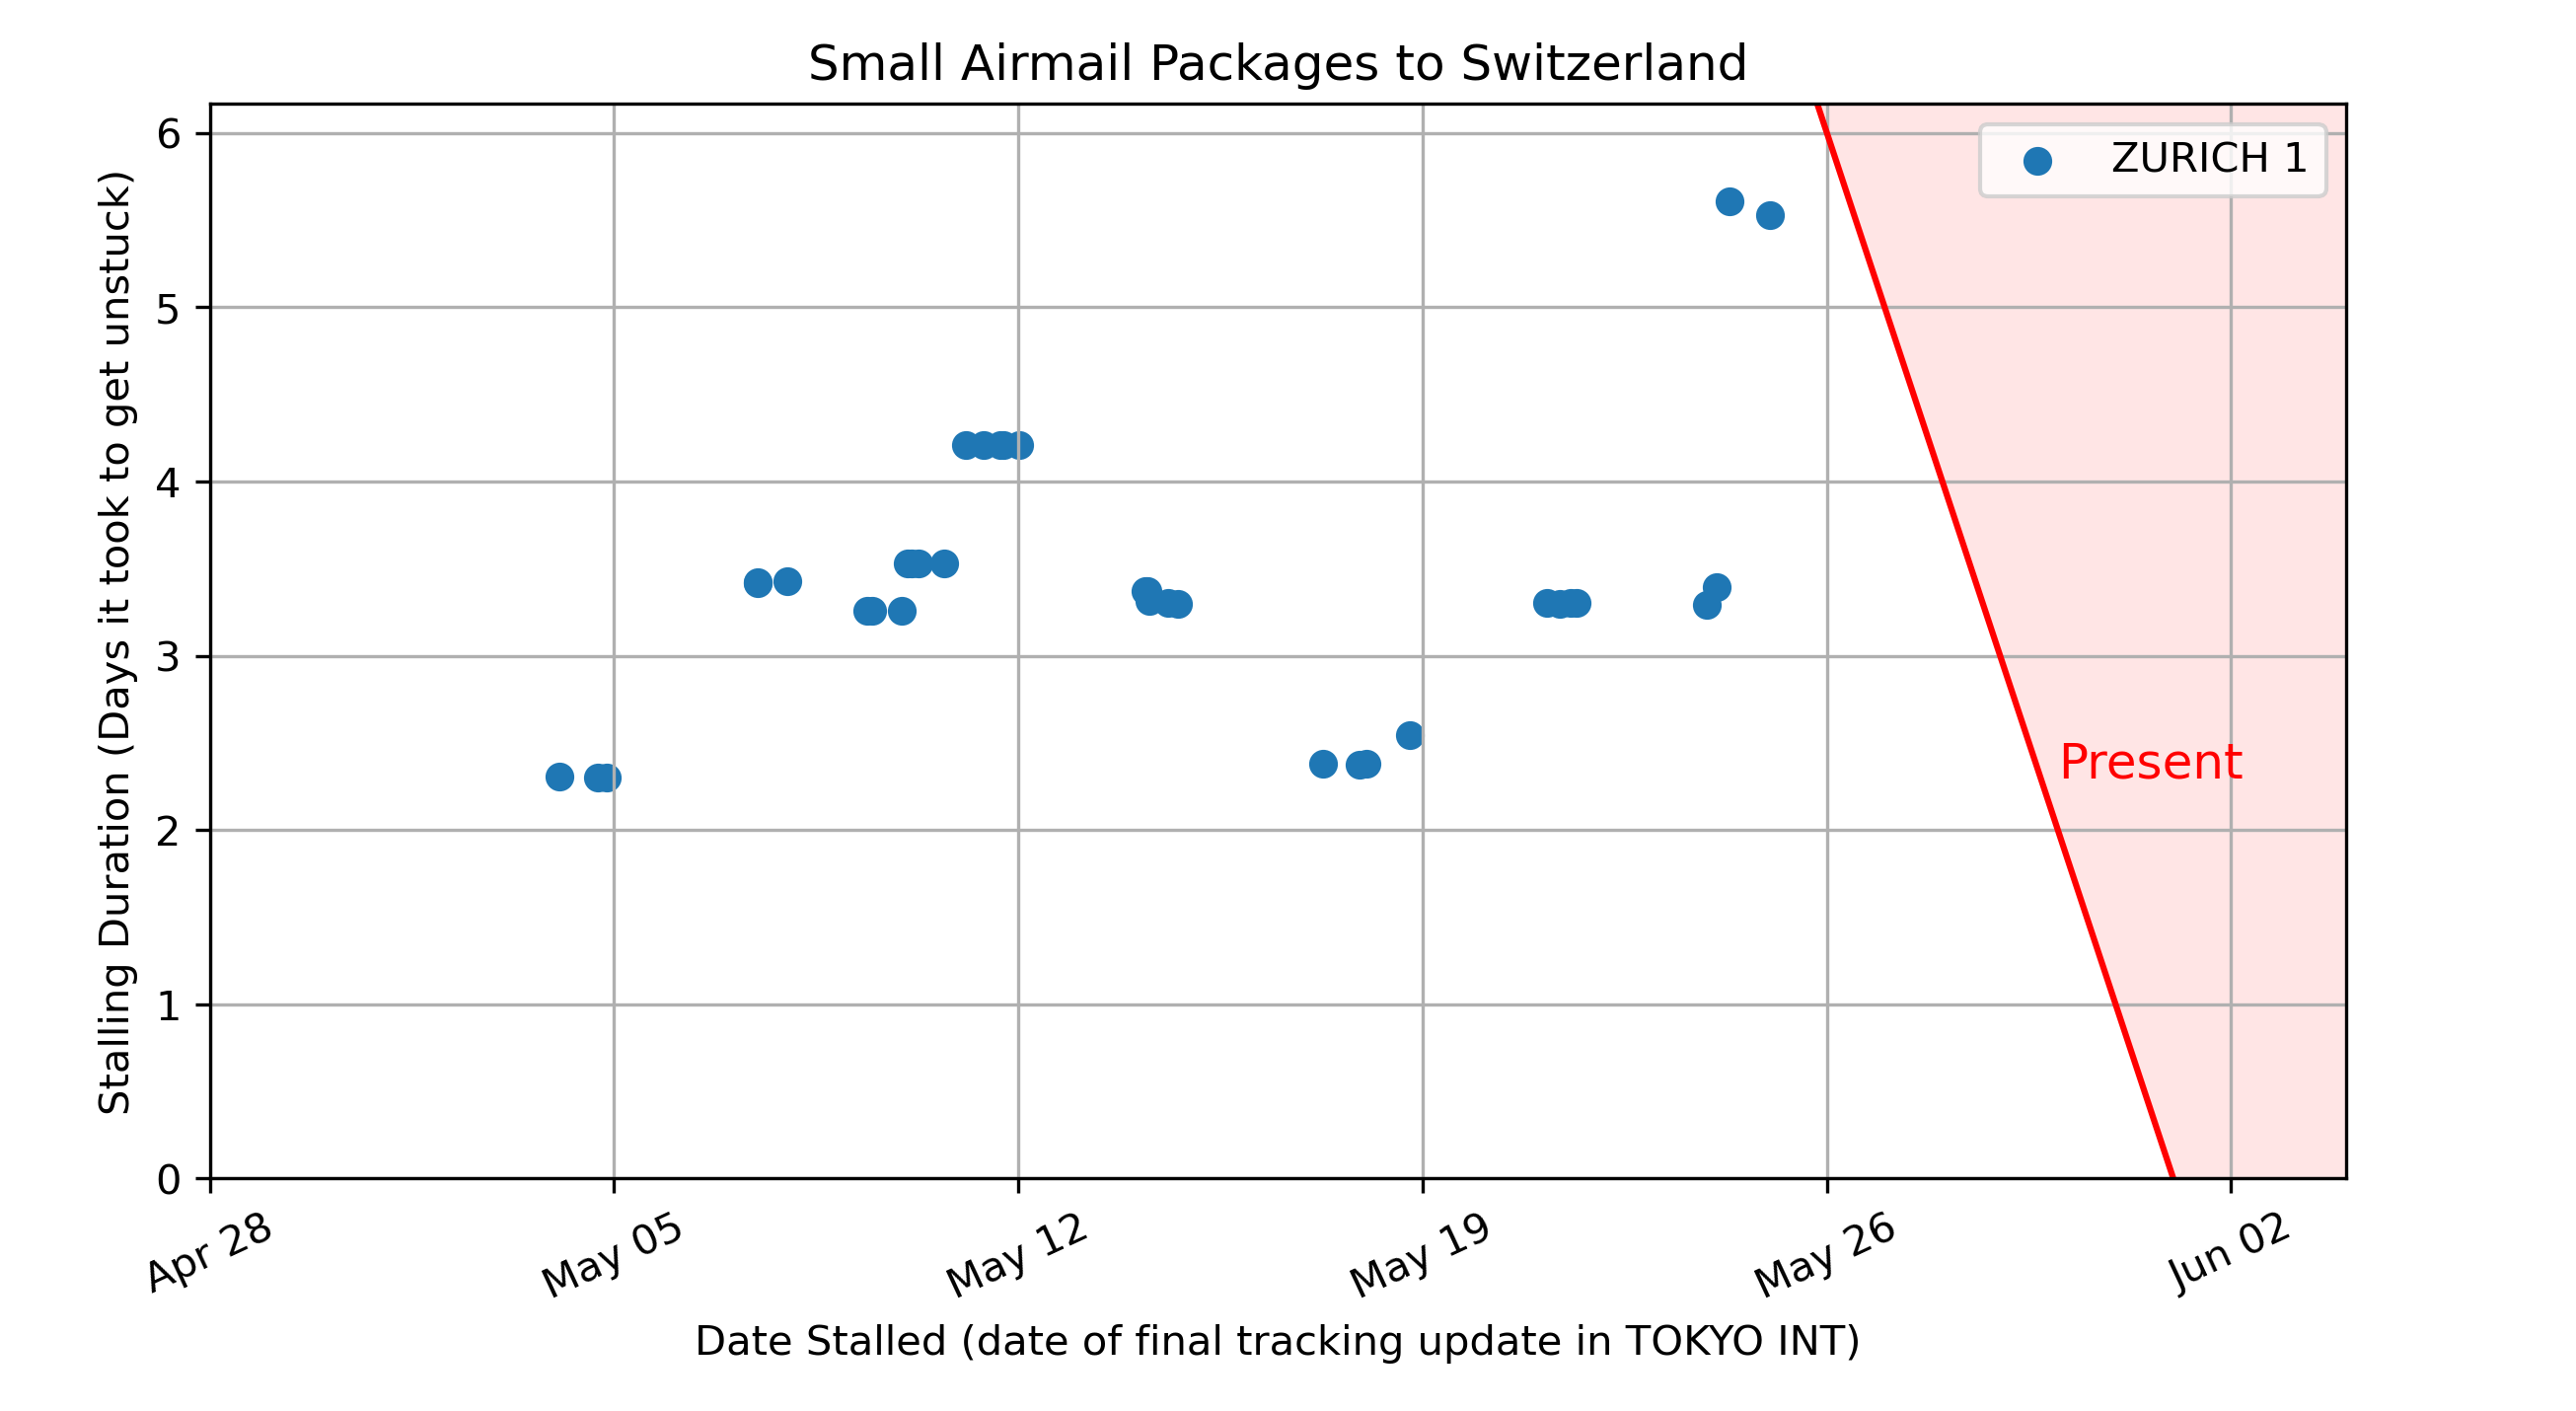 Small Airmail Packages to Switzerland
ZURICH 1
Present
Stalling Duration (Days it took to get unstuck)
6
5
4
3
2
1
0
Apr 28
May 05
May 12
May 19
May 26
Jun 02
Date Stalled (date of final tracking update in TOKYO INT)